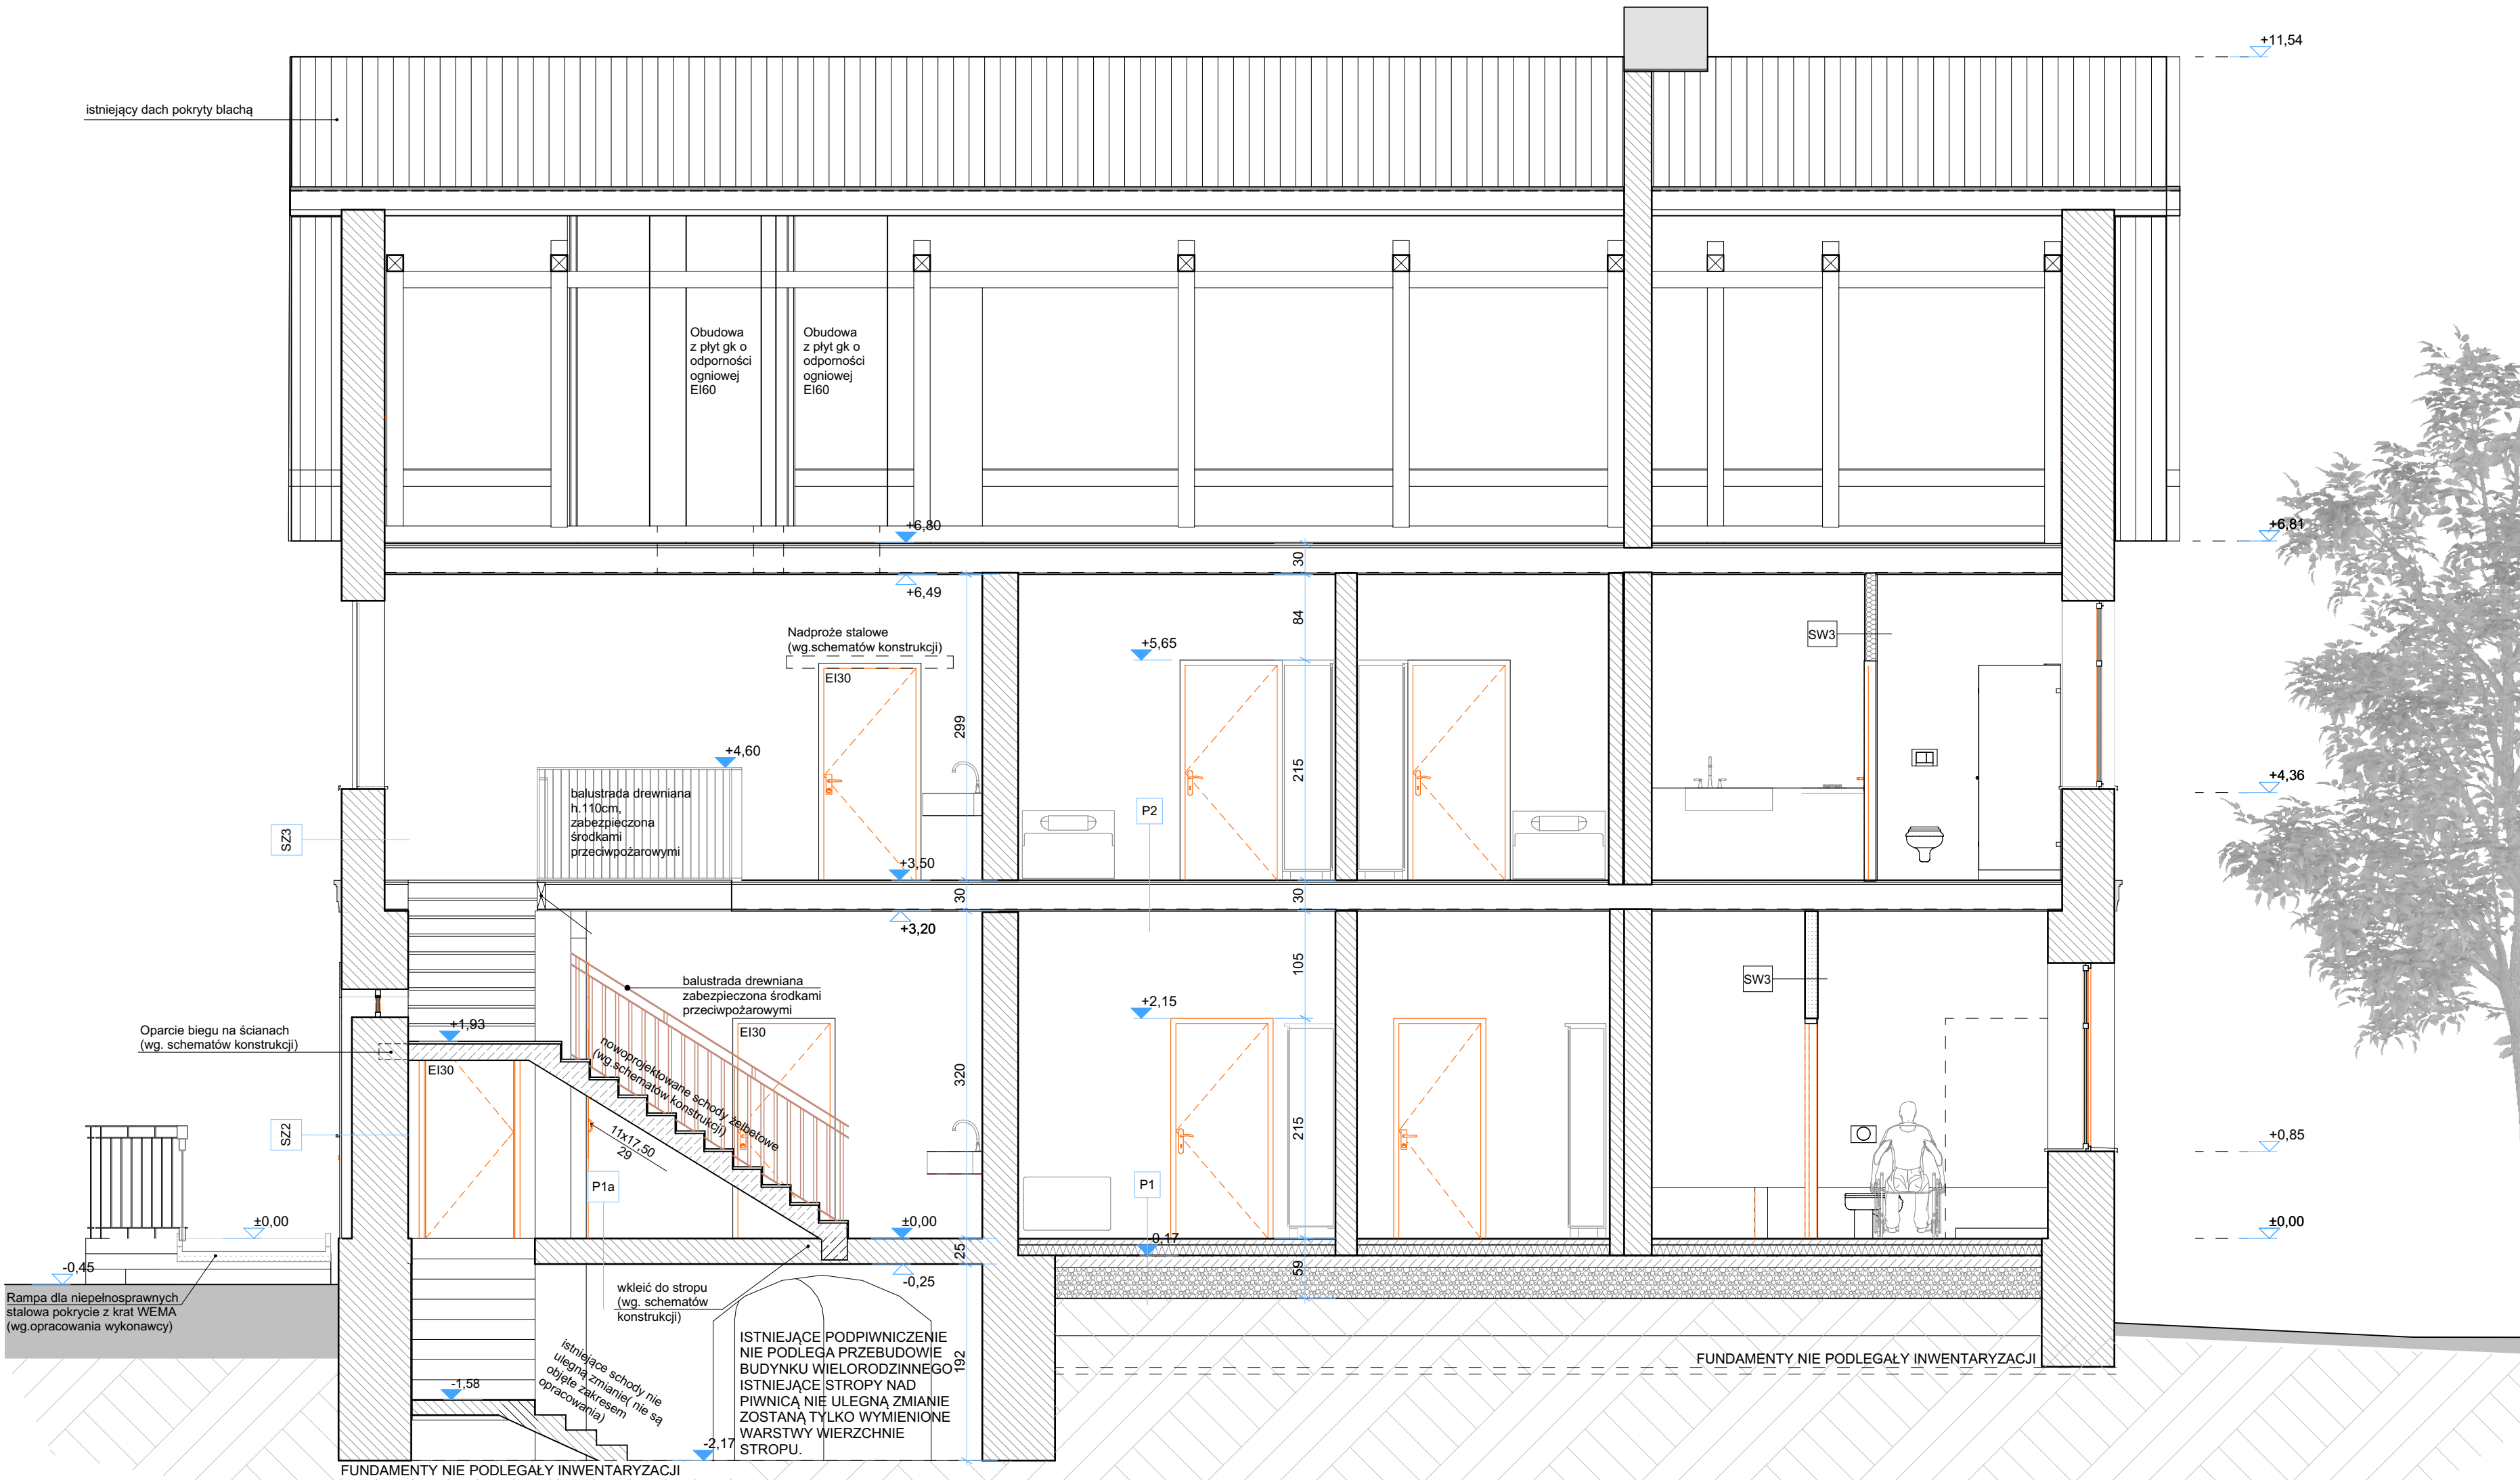 +11,54
istniejący dach pokryty blachą
Obudowa
z płyt gk o
odporności
ogniowej
EI60
Obudowa
z płyt gk o
odporności
ogniowej
EI60
+6,80
+6,81
30
+6,49
84
Nadproże stalowe
(wg.schematów konstrukcji)
EI30
+5,65
SW3
299
+4,60
215
+4,36
balustrada drewniana
h.110cm,
zabezpieczona
środkami
przeciwpożarowymi
P2
SZ3
+3,50
30
30
+3,20
105
balustrada drewniana
zabezpieczona środkami
przeciwpożarowymi
SW3
+2,15
Oparcie biegu na ścianach
(wg. schematów konstrukcji)
+1,93
EI30
EI30
nowoprojektowane schody żelbetowe
(wg.schematów konstrukcji)
320
11x17,50
29
215
SZ2
+0,85
P1a
P1
±0,00
±0,00
±0,00
-0,17
25
-0,45
59
-0,25
Rampa dla niepełnosprawnych
stalowa pokrycie z krat WEMA
(wg.opracowania wykonawcy)
wkleić do stropu
(wg. schematów
konstrukcji)
istniejące schody nie
ulegną zmianie( nie są
objęte zakresem
opracowania)
ISTNIEJĄCE PODPIWNICZENIE
NIE PODLEGA PRZEBUDOWIE
BUDYNKU WIELORODZINNEGO
ISTNIEJĄCE STROPY NAD
PIWNICĄ NIE ULEGNĄ ZMIANIE
ZOSTANĄ TYLKO WYMIENIONE
WARSTWY WIERZCHNIE
STROPU.
192
FUNDAMENTY NIE PODLEGAŁY INWENTARYZACJI
-1,58
-2,17
FUNDAMENTY NIE PODLEGAŁY INWENTARYZACJI